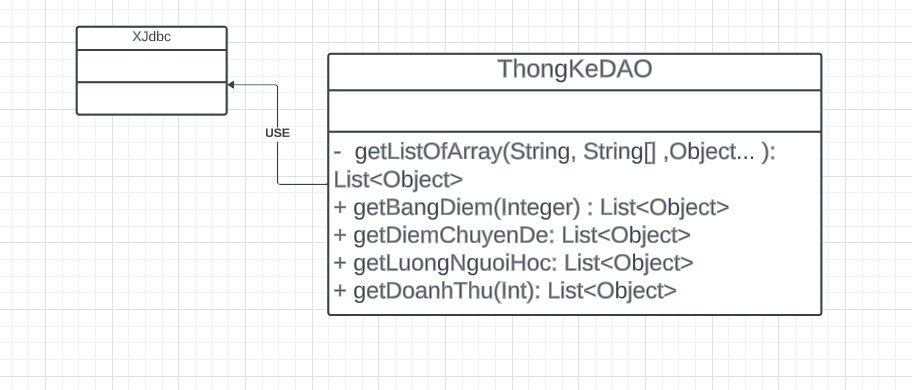 XJdbc
ThongKeDAO
USE
- getListOfArray(String, String[] ,Object... ):
List<Object>
+ getBangDiem(Integer) : List<Object>
+ getDiemChuyenDe: List<Object>
+ getLuongNguoiHoc: List<Object>
+ getDoanhThu(Int): List<Object>